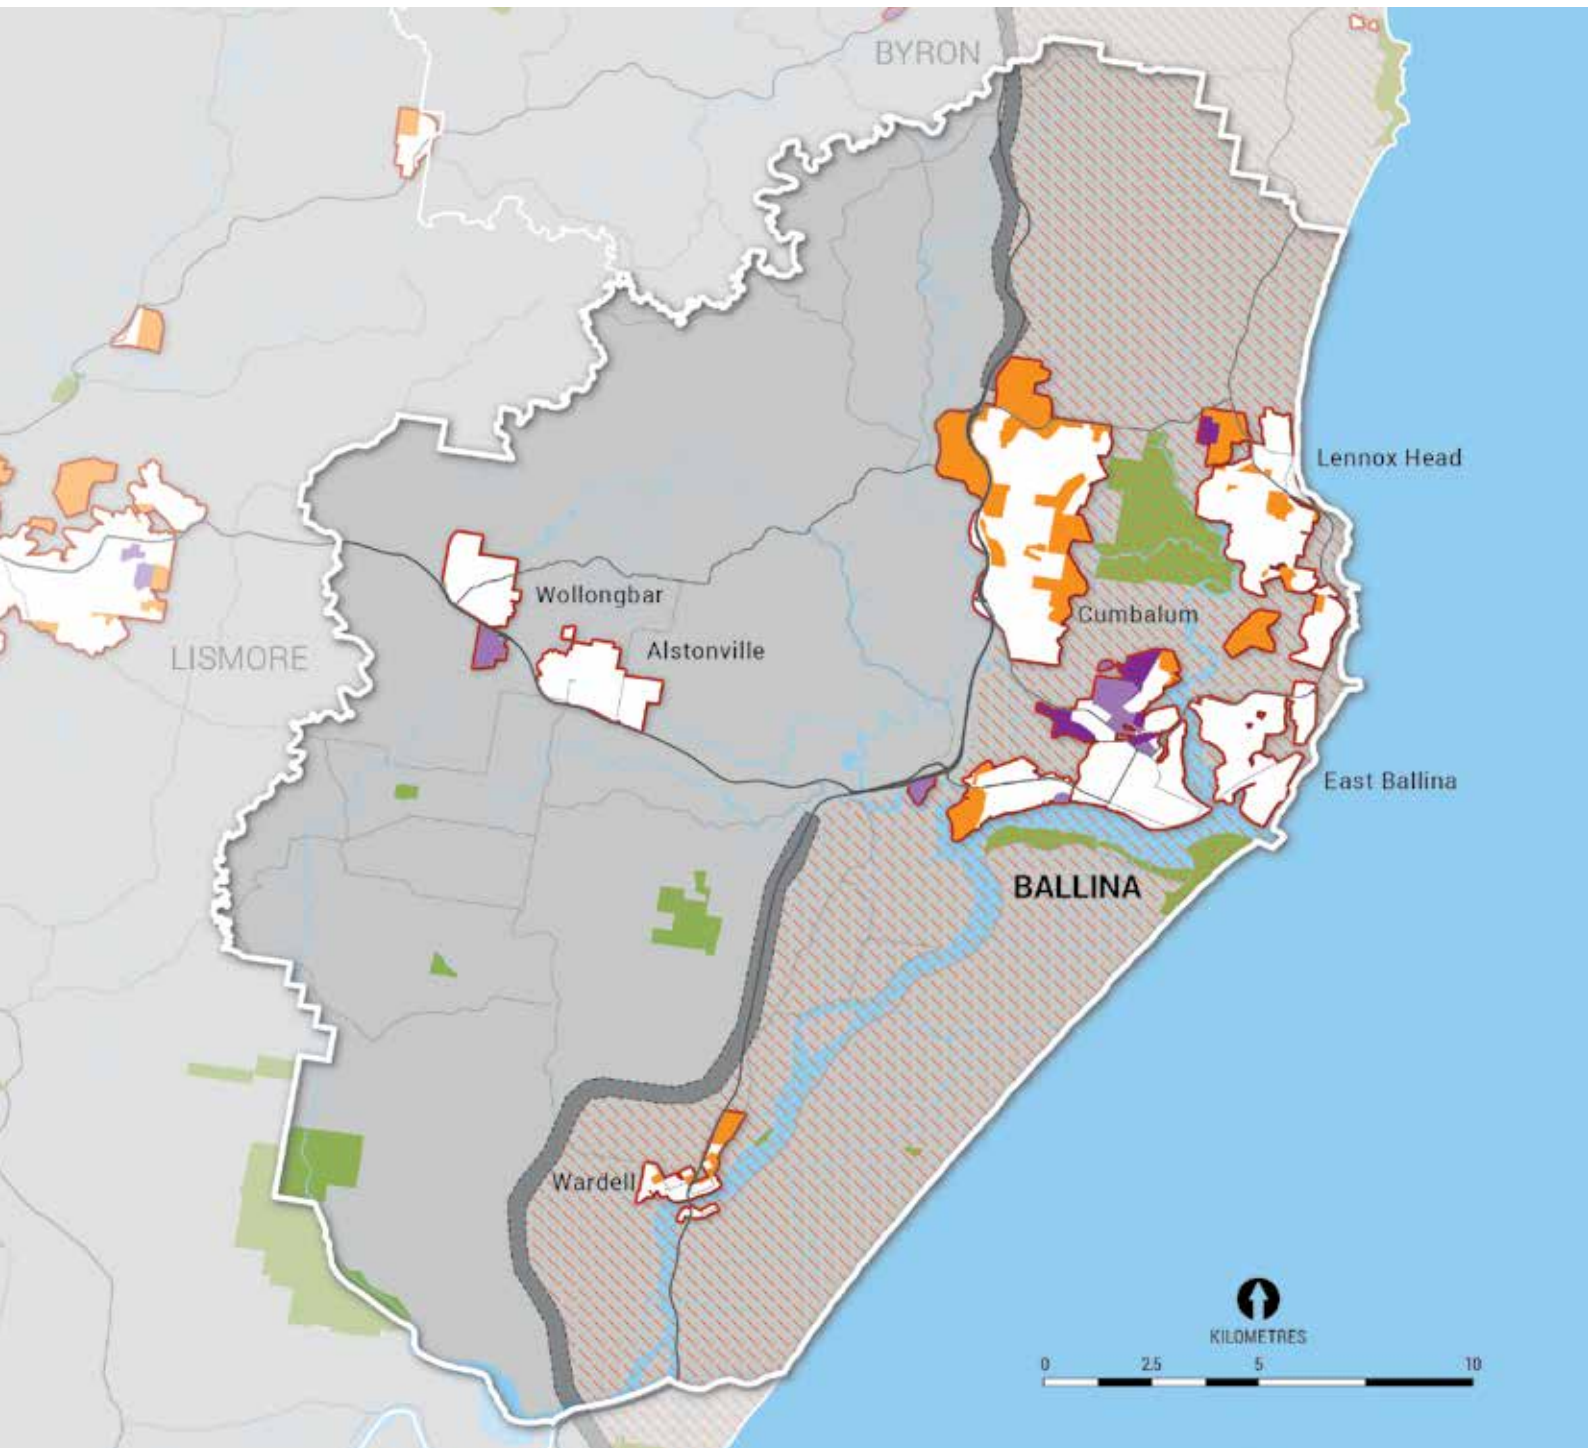 BYRON
Lennox Head
Wollongbar
Cumbalum
Alstonville
LISMORE
East Ballina
BALLINA
Wardell
KILOMETRES
0 2.5 5 10